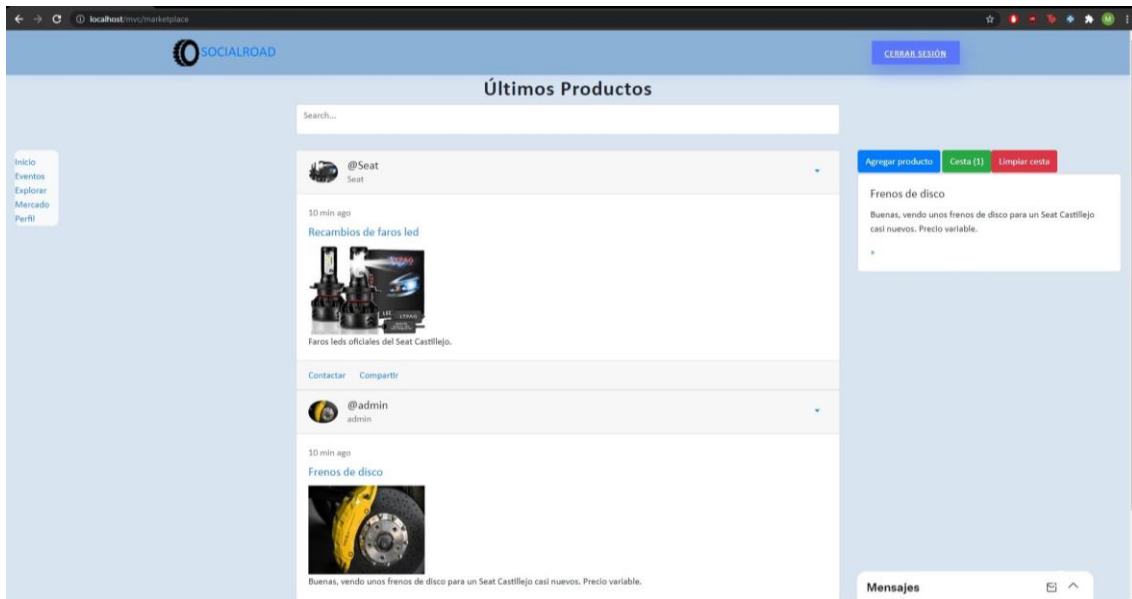 localhost/mvc/marketplace
M
SOCIALROAD
CERRAR SESIÓN
Últimos Productos
Search...
Inicio
Eventos
Explorar
Mercado
Perfil
@Seat
Seat
10 min ago
Recambios de faros led
Faros leds oficiales del Seat Castillejo.
Contactar Compartir
@admin
admin
10 min ago
Frenos de disco
Buenas, vendo unos frenos de disco para un Seat Castillejo casi nuevos. Precio variable.
Agregar producto Cesta (1) Limpiar cesta
Frenos de disco
Buenas, vendo unos frenos de disco para un Seat Castillejo
casi nuevos. Precio variable.
Mensajes